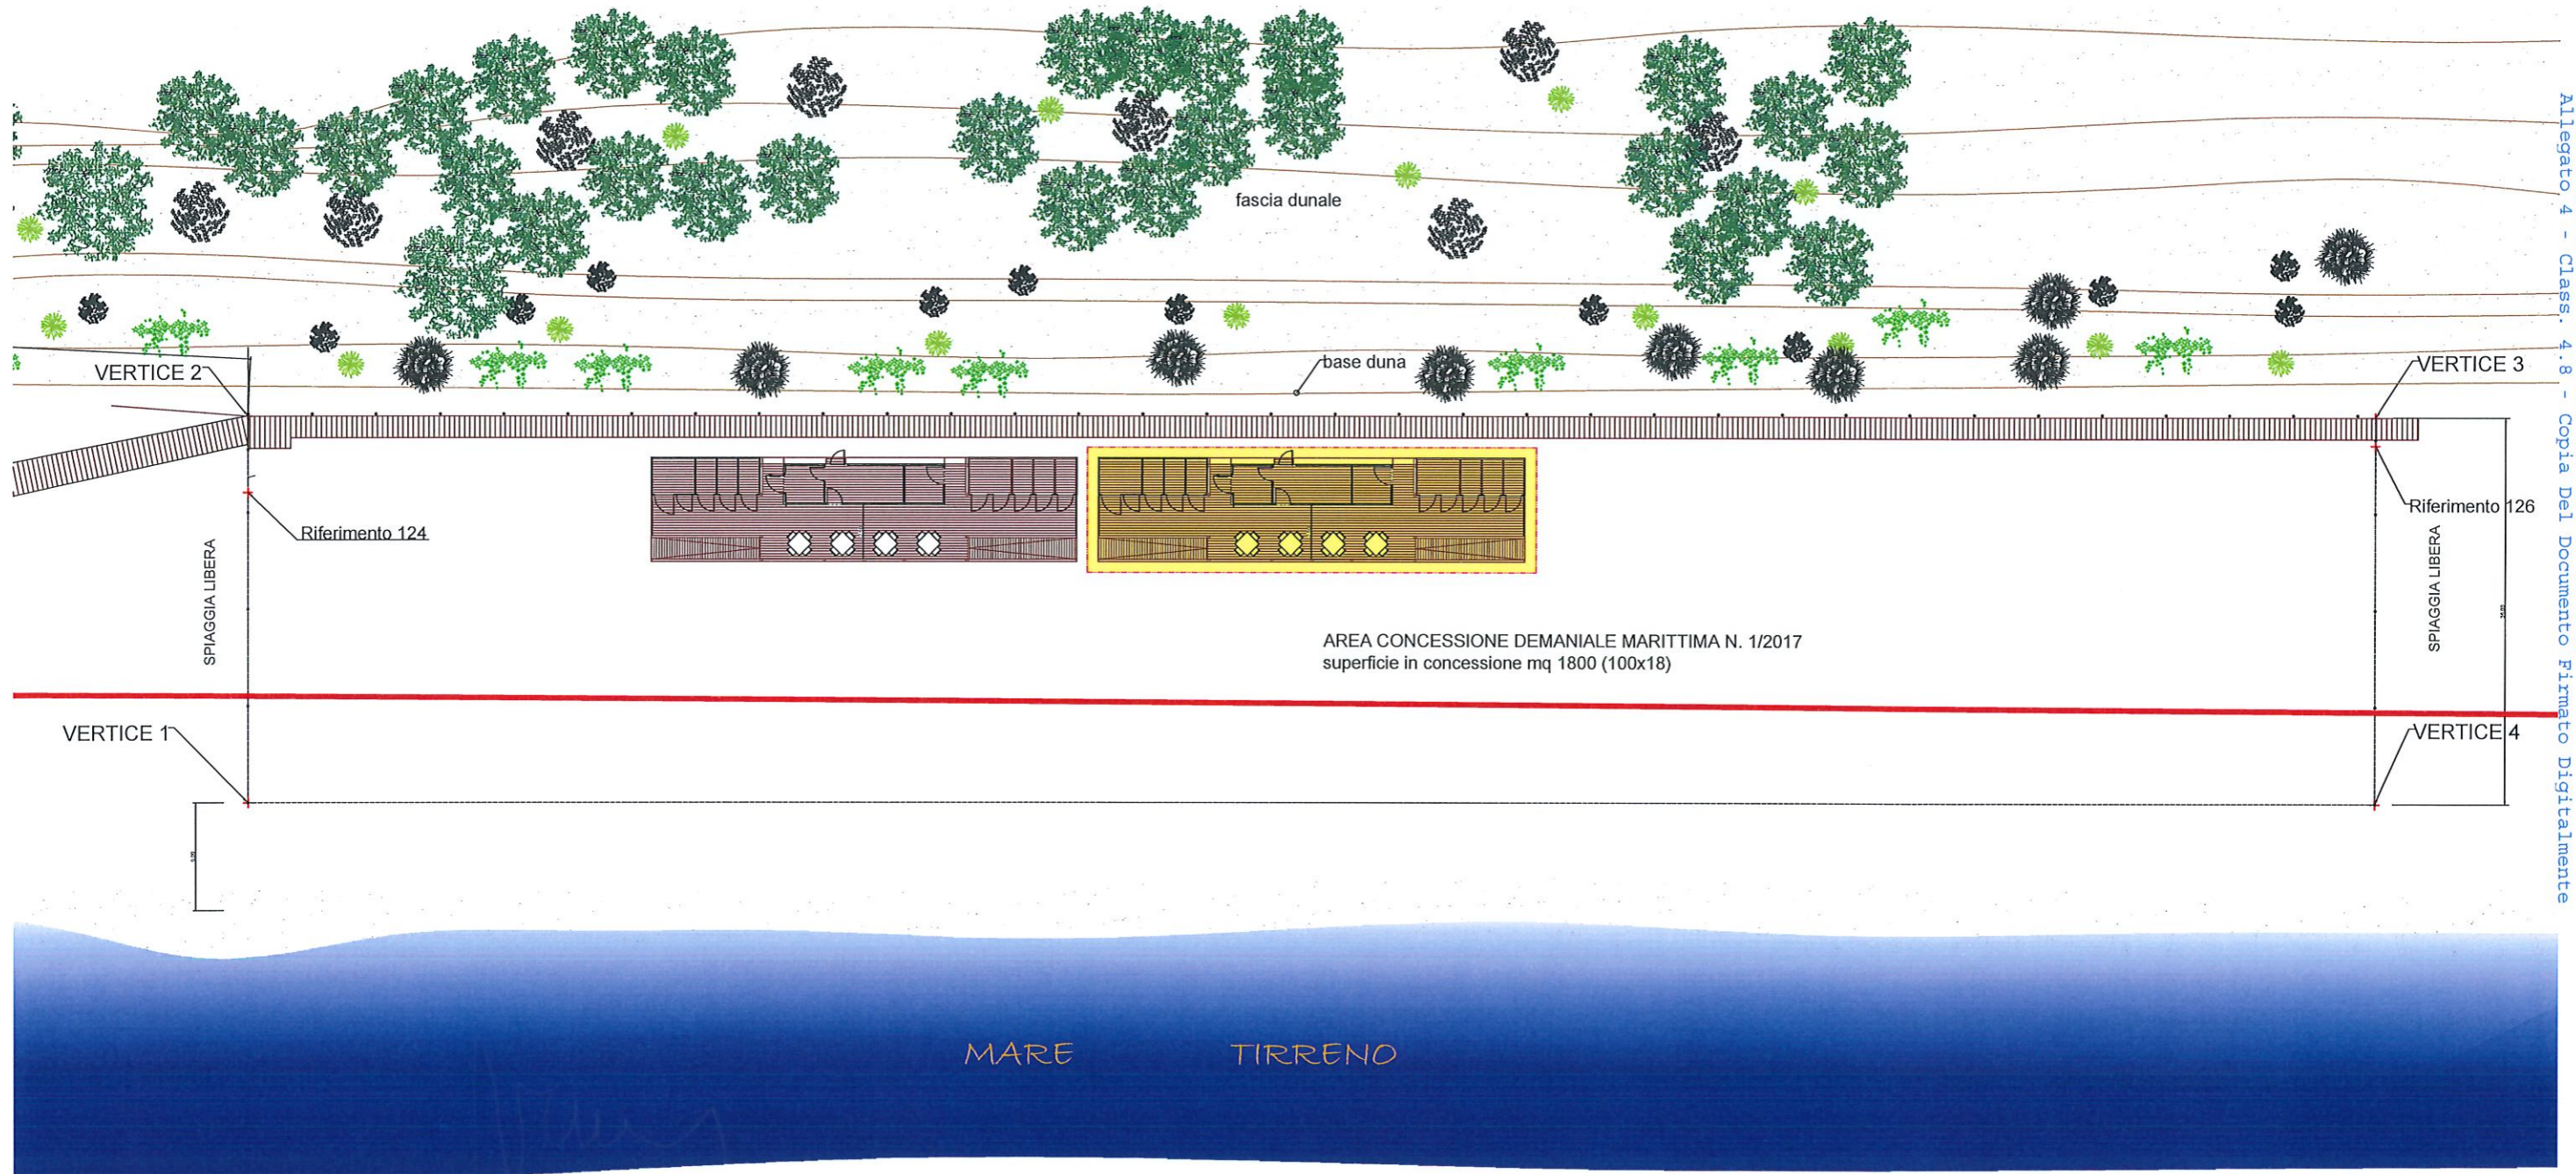 fascia dunale
base duna
VERTICE 2
VERTICE 3
Riferimento 124
Riferimento 126
SPIAGGIA LIBERA
SPIAGGIA LIBERA
AREA CONCESSIONE DEMANIALE MARITTIMA N. 1/2017
superficie in concessione mq 1800 (100x18)
VERTICE 1
VERTICE 4
MARE TIRRENO
Allegato 4 - Class. 4.8 - Copia Del Documento Firmato Digitalmente